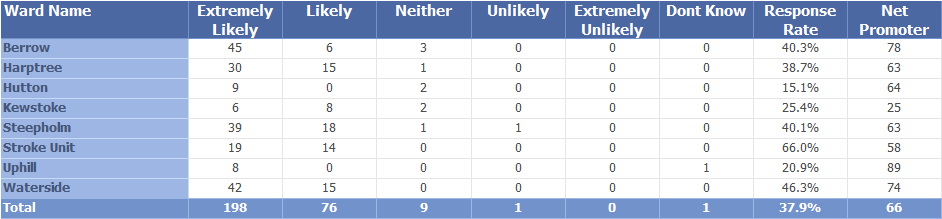 Ward Name Extremely Likely Likely Neither Unlikely Extremely Unlikely Dont Know Response Rate Net Promoter
Berrow 45 6 3 0 0 0 40.3% 78
Harptree 30 15 1 0 0 0 38.7% 63
Hutton 9 0 2 0 0 0 15.1% 64
Kewstoke 6 8 2 0 0 0 25.4% 25
Steepholm 39 18 1 1 0 0 40.1% 63
Stroke Unit 19 14 0 0 0 0 66.0% 58
Uphill 8 0 0 0 0 1 20.9% 89
Waterside 42 15 0 0 0 0 46.3% 74
Total 198 76 9 1 0 1 37.9% 66